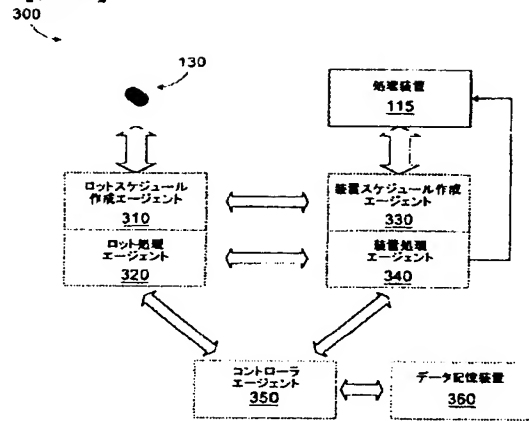 300
130
処理装置
115
ロットスケジュール
作成エージェント
310
装置スケジュール作成
エージェント
330
ロット処理
エージェント
320
装置処理
エージェント
340
コントローラ
エージェント
350
データ記憶装置
360